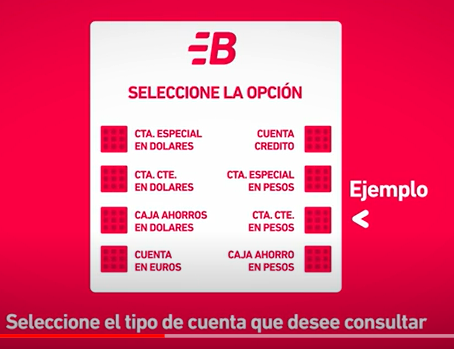 B
SELECCIONE LA OPCIÓN
CTA. ESPECIAL
EN DOLARES
CUENTA
CREDITO
CTA. CTE.
EN DOLARES
CTA. ESPECIAL
EN PESOS
CAJA AHORROS
EN DOLARES
CTA. CTE.
EN PESOS
CUENTA
EN EUROS
CAJA AHORRO
EN PESOS
Ejemplo
<
Seleccione el tipo de cuenta que desee consultar